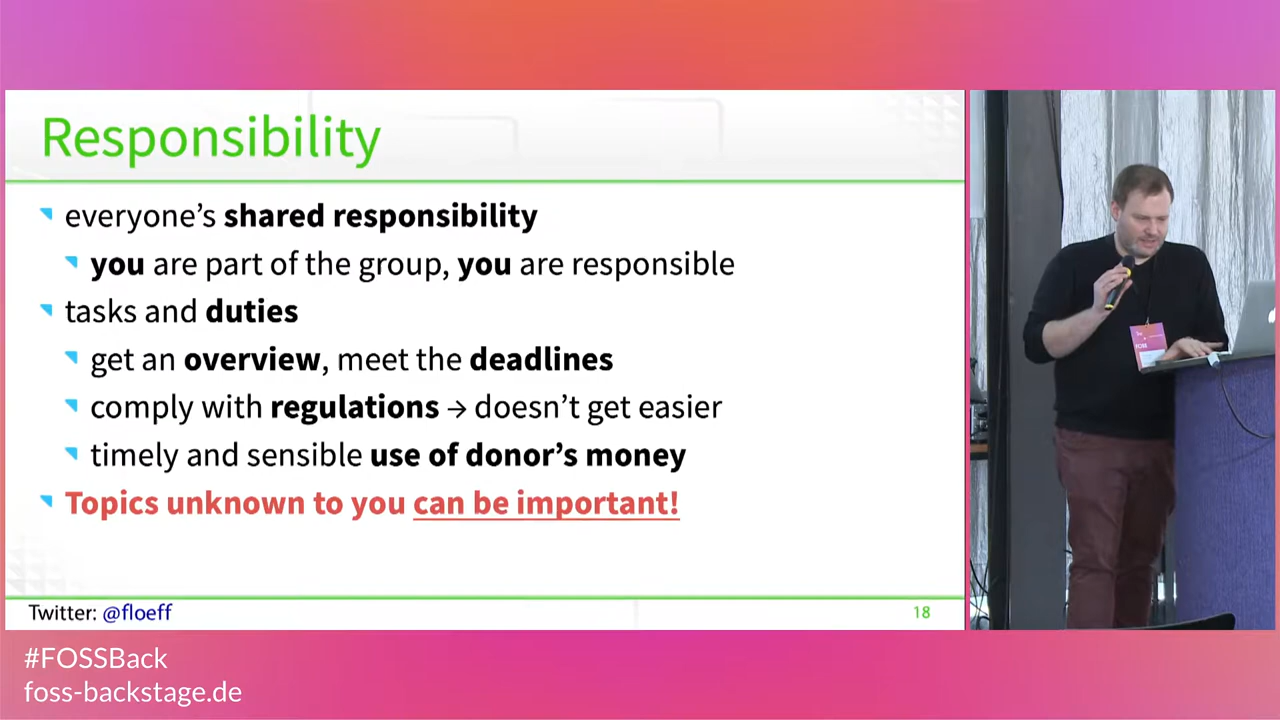 Responsibility
everyone’s shared responsibility
you are part of the group, you are responsible
tasks and duties
get an overview, meet the deadlines
comply with regulations → doesn’t get easier
timely and sensible use of donor’s money
Topics unknown to you can be important!
Twitter: @floeff
18
FOSS
#FOSSBack
foss-backstage.de